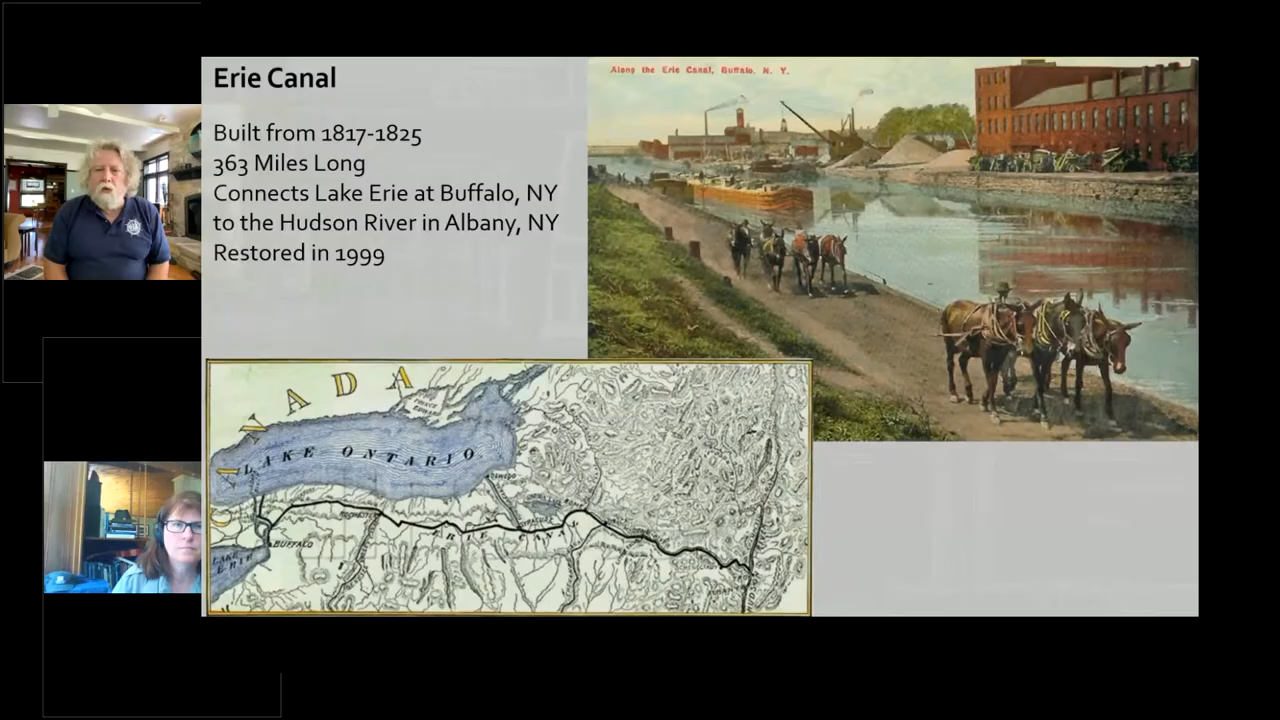 Erie Canal
Built from 1817-1825
363 Miles Long
Connects Lake Erie at Buffalo, NY
to the Hudson River in Albany, NY
Restored in 1999
Along the Erie Canal, Buffalo, N. Y.
CANADA
LAKE ONTARIO
ROCHESTER
SYRACUSE
ERIE CANAL
BUFFALO
LAKE
ERIE